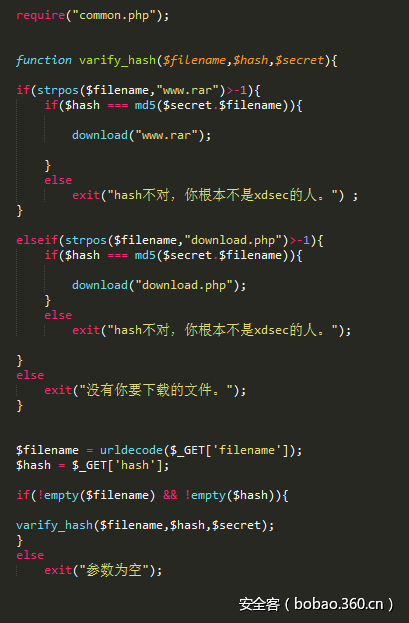 require("common.php");
function varify_hash($filename,$hash,$secret){
if(strpos($filename,"www.rar")>-1){
if($hash === md5($secret.$filename)){
download("www.rar");
}
else
exit("hash不对，你根本不是xdsec的人。") ;
}
elseif(strpos($filename,"download.php")>-1){
if($hash === md5($secret.$filename)){
download("download.php");
}
else
exit("hash不对，你根本不是xdsec的人。");
}
else
exit("没有你要下载的文件。");
}
$filename = urldecode($_GET['filename']);
$hash = $_GET['hash'];
if(!empty($filename) && !empty($hash)){
varify_hash($filename,$hash,$secret);
}
else
exit("参数为空");
安全客（bobao.360.cn）